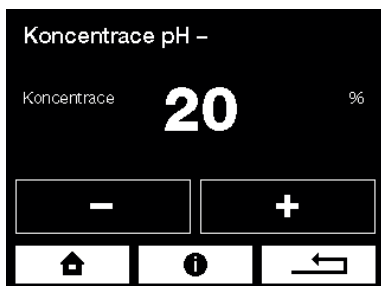 Koncentrace pH –
Koncentrace 20 %
– +